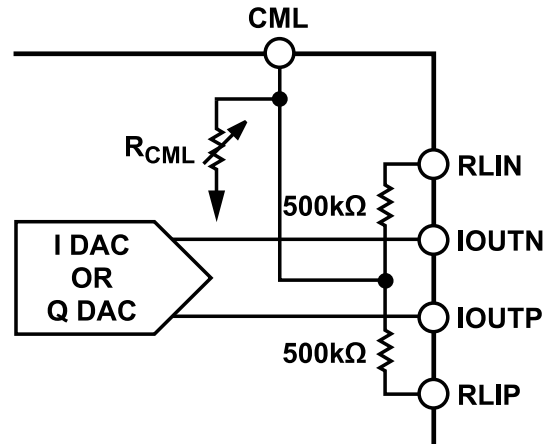 CML
RCML
RLIN
500kΩ
I DAC
OR
Q DAC
IOUTN
IOUTP
500kΩ
RLIP